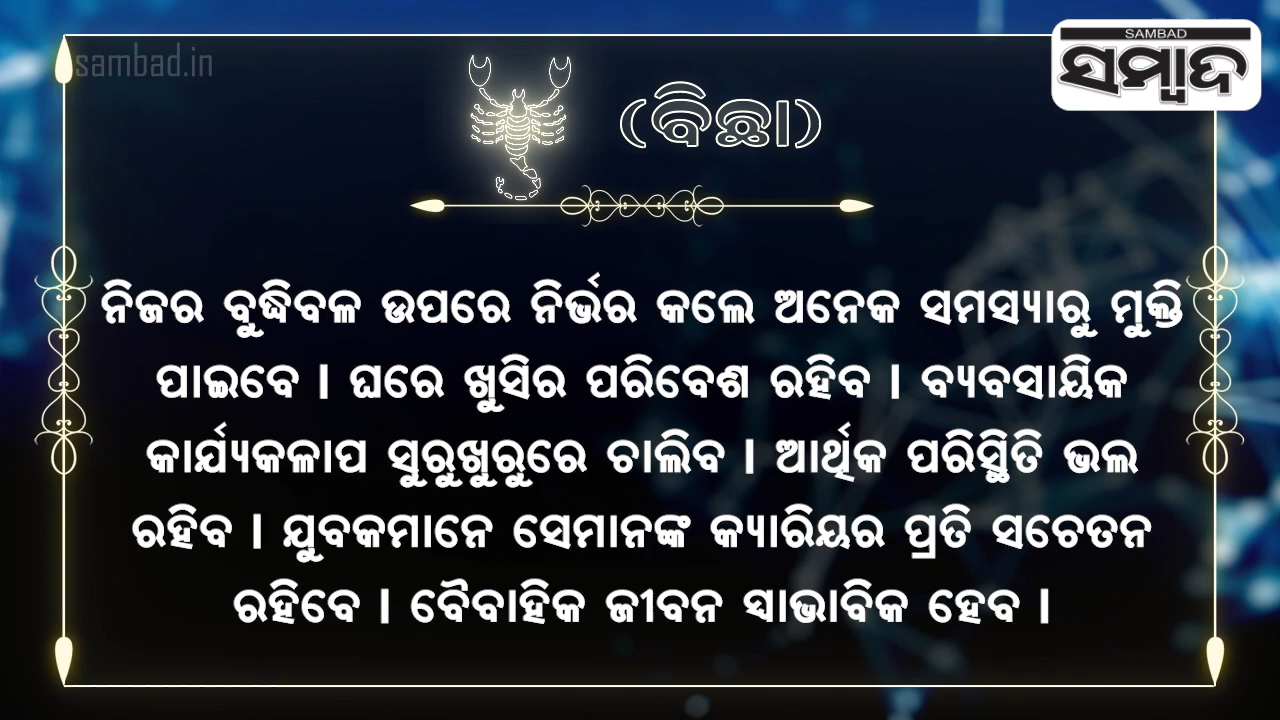 sambad.in
SAMBAD
ସମ୍ବାଦ
(ବିଛା)
ନିଜର ବୁଦ୍ଧିବଳ ଉପରେ ନିର୍ଭର କଲେ ଅନେକ ସମସ୍ୟାରୁ ମୁକ୍ତି
ପାଇବେ । ଘରେ ଖୁସିର ପରିବେଶ ରହିବ । ବ୍ୟବସାୟିକ
କାର୍ଯ୍ୟକଳାପ ସୁରୁଖୁରୁରେ ଚାଲିବ । ଆର୍ଥିକ ପରିସ୍ଥିତି ଭଲ
ରହିବ । ଯୁବକମାନେ ସେମାନଙ୍କ କ୍ୟାରିୟର ପ୍ରତି ସଚେତନ
ରହିବେ । ବୈବାହିକ ଜୀବନ ସ୍ୱାଭାବିକ ହେବ ।